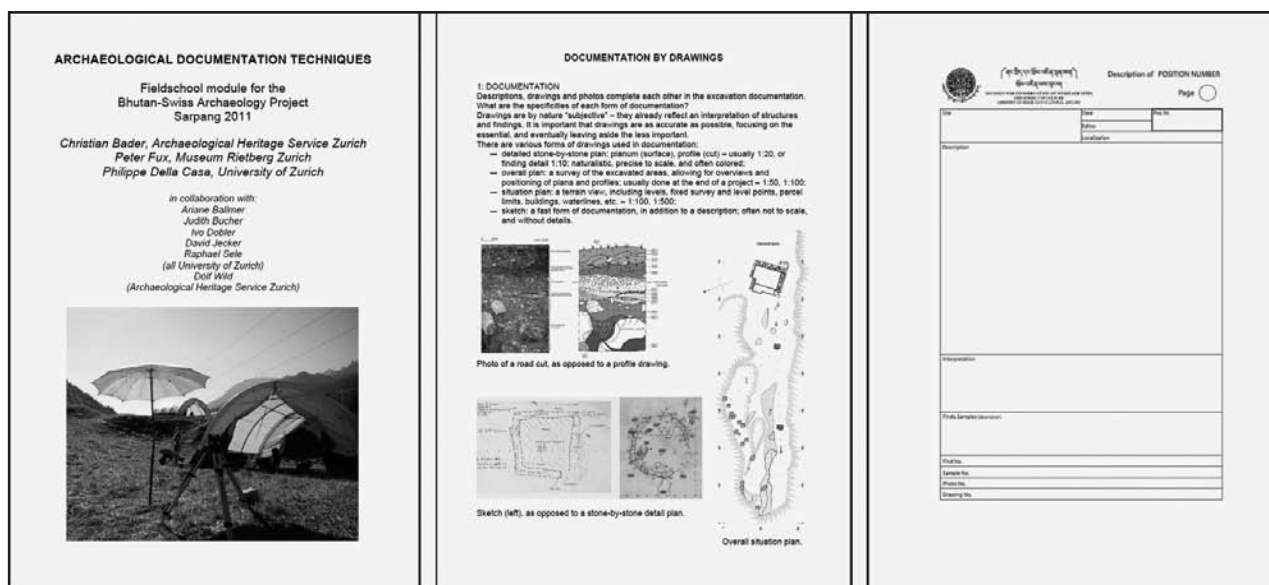 ARCHAEOLOGICAL DOCUMENTATION TECHNIQUES
Fieldschool module for the
Bhutan-Swiss Archaeology Project
Sarpang 2011
Christian Bader, Archaeological Heritage Service Zurich
Peter Fux, Museum Rietberg Zurich
Philippe Della Casa, University of Zurich
in collaboration with:
Ariane Ballmer
Judith Bucher
Ivo Dobler
David Jecker
Raphael Sele
(all University of Zurich)
Dölf Wild
(Archaeological Heritage Service Zurich)
DOCUMENTATION BY DRAWINGS
1: DOCUMENTATION
Descriptions, drawings and photos complete each other in the excavation documentation.
What are the specificities of each form of documentation?
Drawings are by nature "subjective" – they already reflect an interpretation of structures
and findings. It is important that drawings are as accurate as possible, focusing on the
essential, and eventually leaving aside the less important.
There are various forms of drawings used in documentation:
— detailed stone-by-stone plan: planum (surface), profile (cut) – usually 1:20, or
finding detail 1:10; naturalistic, precise to scale, and often colored;
— overall plan: a survey of the excavated areas, allowing for overviews and
positioning of plana and profiles; usually done at the end of a project – 1:50, 1:100;
— situation plan: a terrain view, including levels, fixed survey and level points, parcel
limits, buildings, waterlines, etc. – 1:100, 1:500;
— sketch: a fast form of documentation, in addition to a description; often not to scale,
and without details.
Photo of a road cut, as opposed to a profile drawing.
Sketch (left), as opposed to a stone-by-stone detail plan.
Overall situation plan.
Description of POSITION NUMBER
Page
Site
Date
Pos. Nr.
Editor
Localization
Description
Interpretation
Finds Samples
Find No.
Sample No.
Photo No.
Drawing No.